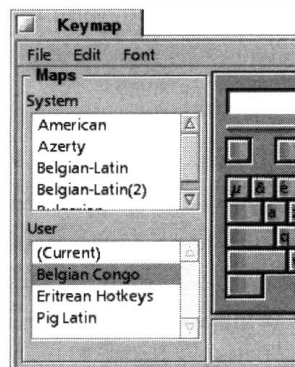 Keymap
File Edit Font
Maps
System
American
Azerty
Belgian-Latin
Belgian-Latin(2)
Bulgarian
User
(Current)
Belgian Congo
Eritrean Hotkeys
Pig Latin
µ & è
a
q